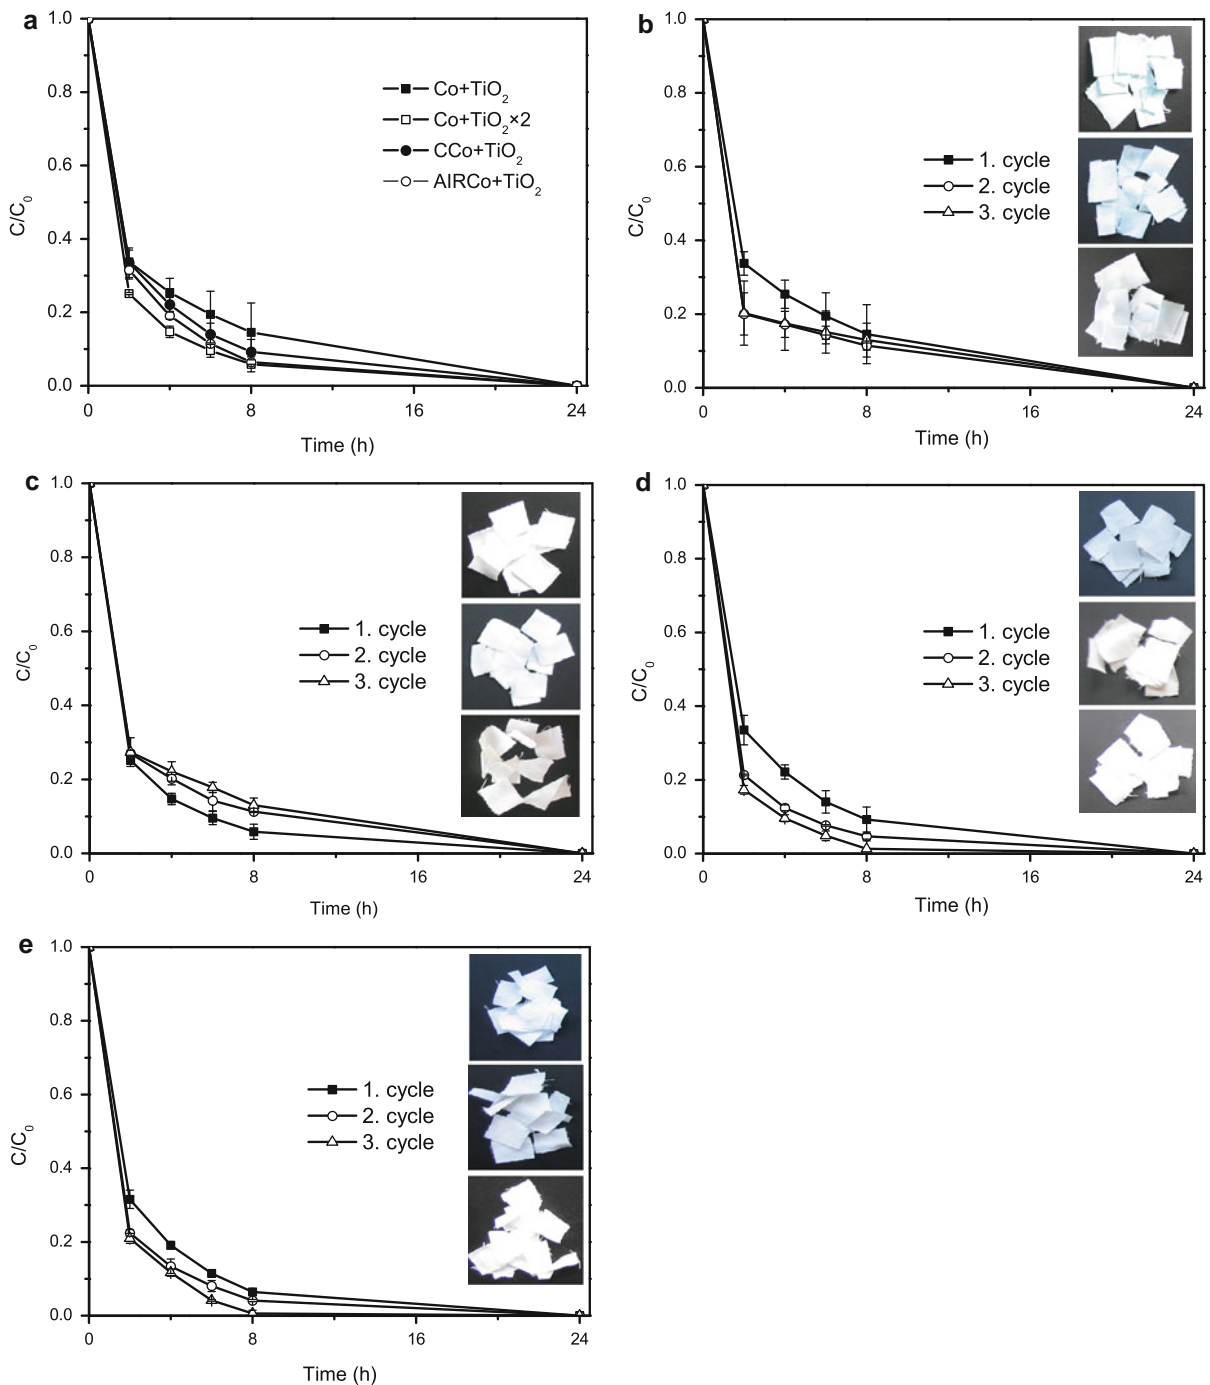 a
1.0
0.8
0.6
0.4
0.2
0.0
C/C0
Co+TiO2
Co+TiO2×2
CCo+TiO2
AlRCo+TiO2
0 8 16 24
Time (h)
b
1.0
0.8
0.6
0.4
0.2
0.0
C/C0
1. cycle
2. cycle
3. cycle
0 8 16 24
Time (h)
c
1.0
0.8
0.6
0.4
0.2
0.0
C/C0
1. cycle
2. cycle
3. cycle
0 8 16 24
Time (h)
d
1.0
0.8
0.6
0.4
0.2
0.0
C/C0
1. cycle
2. cycle
3. cycle
0 8 16 24
Time (h)
e
1.0
0.8
0.6
0.4
0.2
0.0
C/C0
1. cycle
2. cycle
3. cycle
0 8 16 24
Time (h)